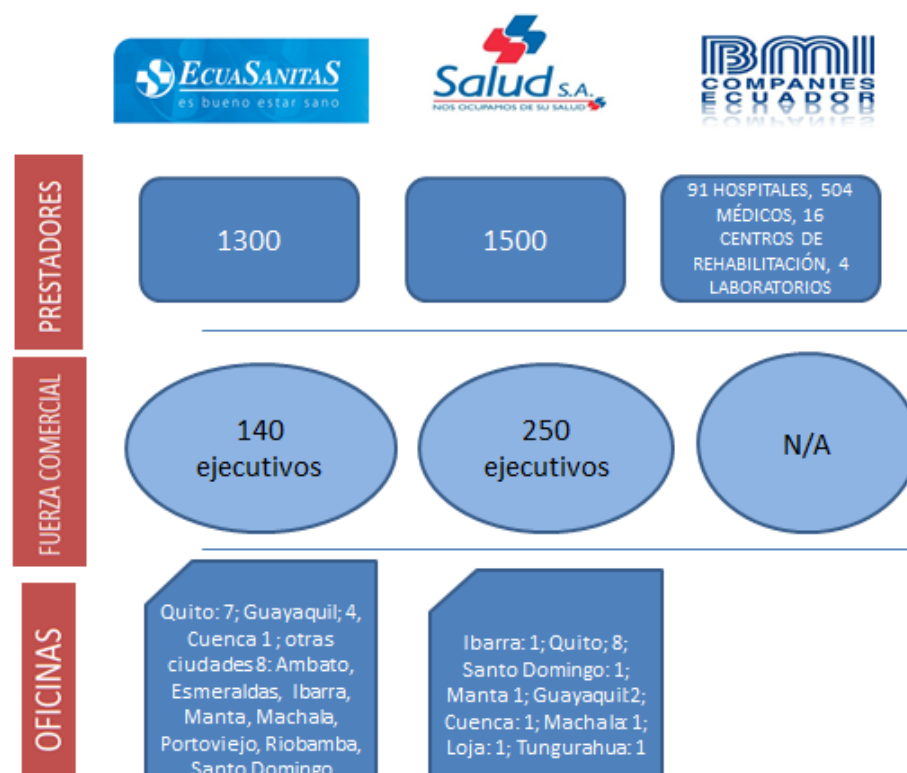 ECUASANITAS
es bueno estar sano
Salud S.A.
NOS OCUPAMOS DE SU SALUD
BMI
COMPANIES
ECUADOR
PRESTADORES
1300
1500
91 HOSPITALES, 504
MÉDICOS, 16
CENTROS DE
REHABILITACIÓN, 4
LABORATORIOS
FUERZA COMERCIAL
140
ejecutivos
250
ejecutivos
N/A
OFICINAS
Quito: 7; Guayaquil; 4,
Cuenca 1 ; otras
ciudades 8: Ambato,
Esmeraldas, Ibarra,
Manta, Machala,
Portoviejo, Riobamba,
Santo Domingo
Ibarra: 1; Quito; 8;
Santo Domingo: 1;
Manta 1; Guayaquil:2;
Cuenca: 1; Machala: 1;
Loja: 1; Tungurahua: 1